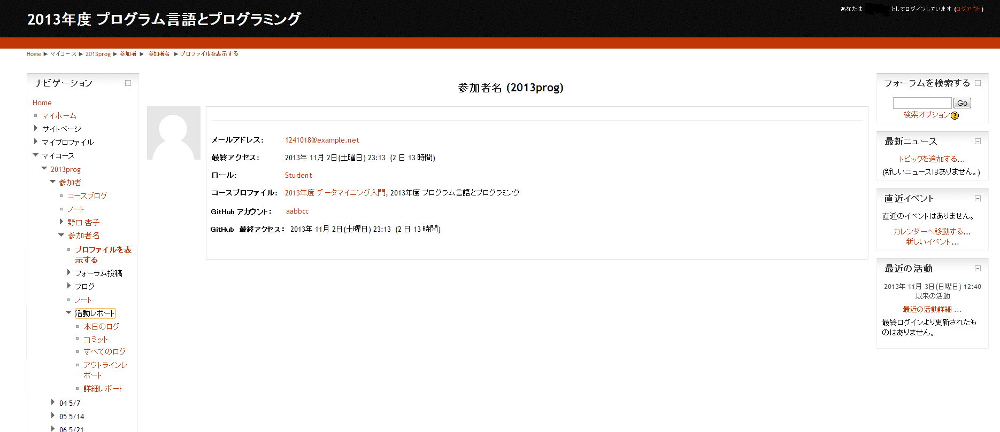 2013年度 プログラム言語とプログラミング
あなたは としてログインしています (ログアウト)
Home ▶ マイコース ▶ 2013prog ▶ 参加者 ▶ 参加者名 ▶ プロファイルを表示する
ナビゲーション
Home
マイホーム
サイトページ
マイプロファイル
マイコース
2013prog
参加者
コースブログ
ノート
野口 杏子
参加者名
プロファイルを表
示する
フォーラム投稿
ブログ
ノート
活動レポート
本日のログ
コミット
すべてのログ
アウトラインレ
ポート
詳細レポート
04 5/7
05 5/14
06 5/21
参加者名 (2013prog)
メールアドレス: 1241018@example.net
最終アクセス: 2013年 11月 2日(土曜日) 23:13 (2 日 13 時間)
ロール: Student
コースプロファイル: 2013年度 データマイニング入門, 2013年度 プログラム言語とプログラミング
GitHub アカウント: aabbcc
GitHub 最終アクセス: 2013年 11月 2日(土曜日) 23:13 (2 日 13 時間)
フォーラムを検索する
Go
検索オプション?
最新ニュース
トピックを追加する...
(新しいニュースはありません。)
直近イベント
直近のイベントはありません。
カレンダーへ移動する...
新しいイベント...
最近の活動
2013年 11月 3日(日曜日) 12:40
以来の活動
最近の活動詳細 ...
最終ログインより更新されたも
のはありません。